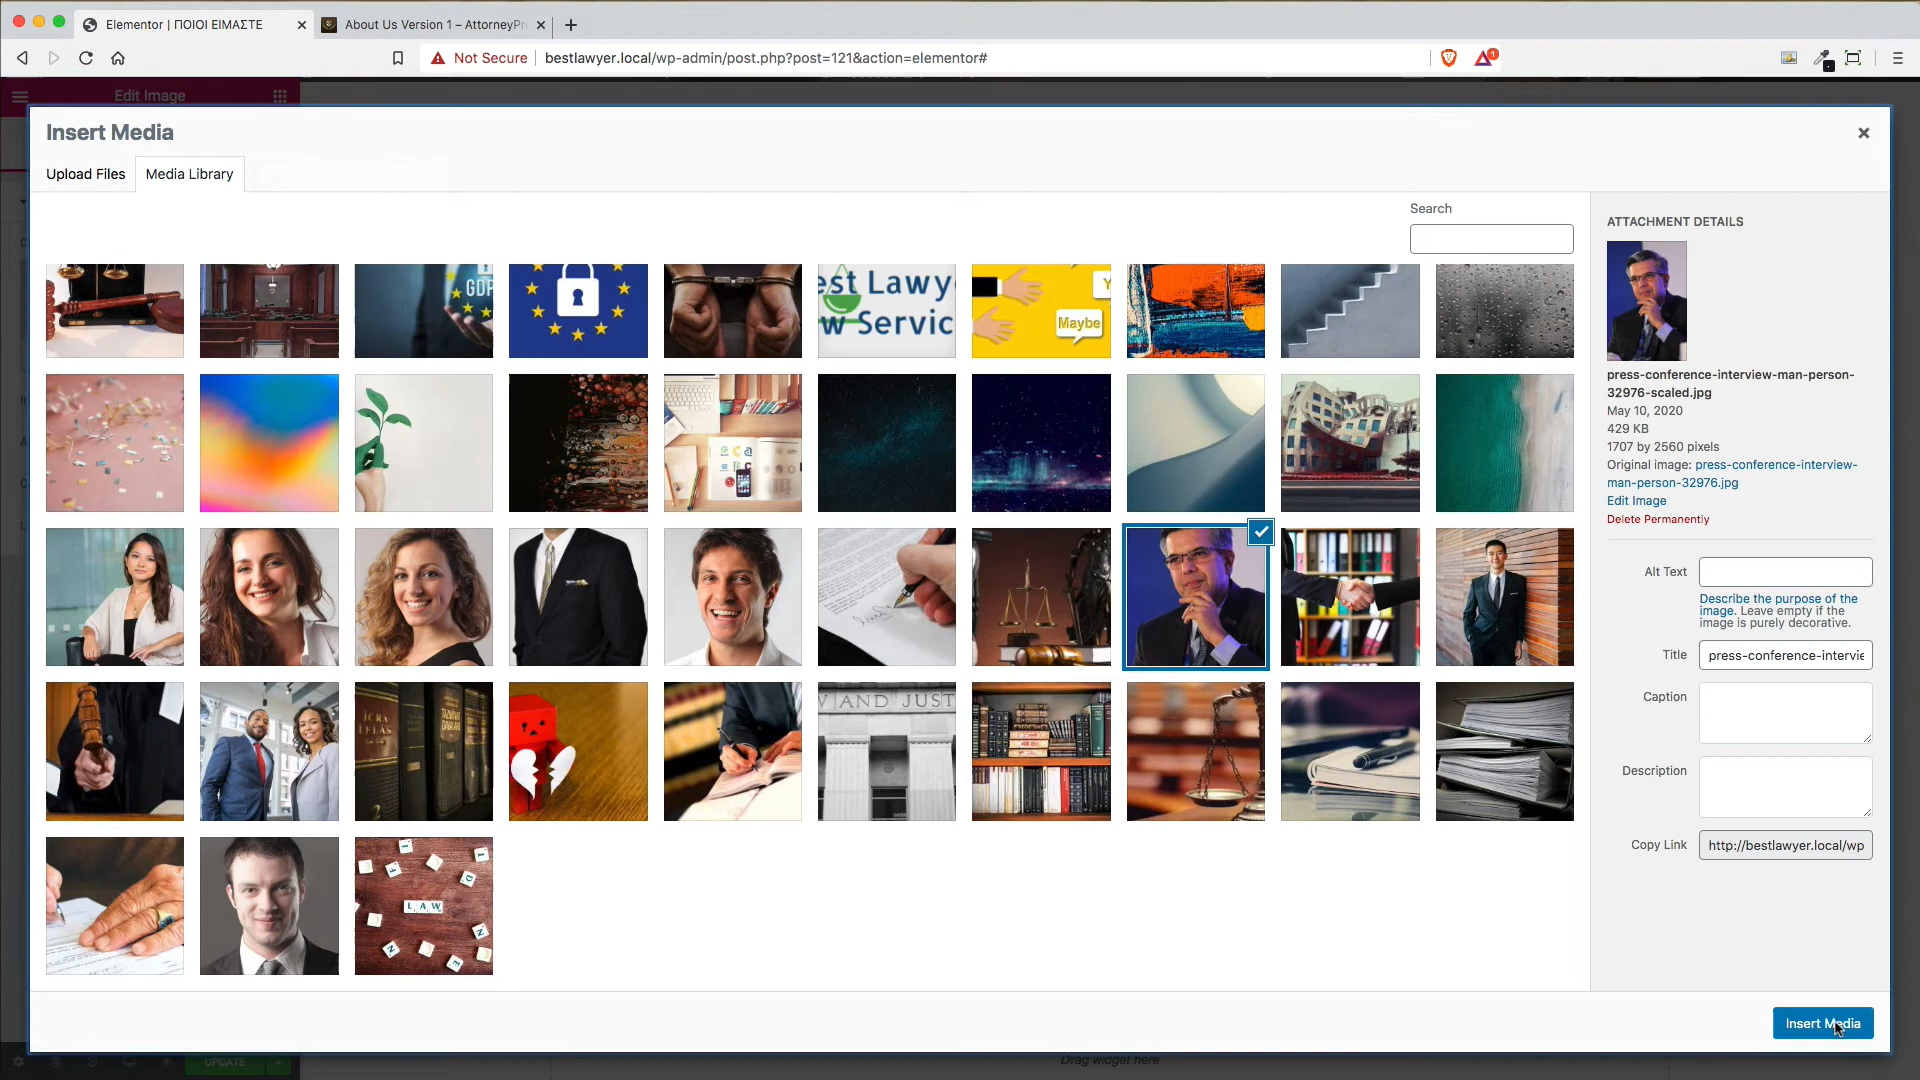 Elementor | ΠΟΙΟΙ ΕΙΜΑΣΤΕ
About Us Version 1 – AttorneyPr
Not Secure
bestlawyer.local/wp-admin/post.php?post=121&action=elementor#
1
Edit Image
Insert Media
Upload Files
Media Library
Search
GDP
est Lawye
w Servic
Y
Maybe
V AND JUST
2
L A W
ATTACHMENT DETAILS
press-conference-interview-man-person-
32976-scaled.jpg
May 10, 2020
429 KB
1707 by 2560 pixels
Original image: press-conference-interview-
man-person-32976.jpg
Edit Image
Delete Permanently
Alt Text
Describe the purpose of the
image. Leave empty if the
image is purely decorative.
Title
press-conference-intervie
Caption
Description
Copy Link
http://bestlawyer.local/wp
Insert Media
UPDATE
Drag widget here